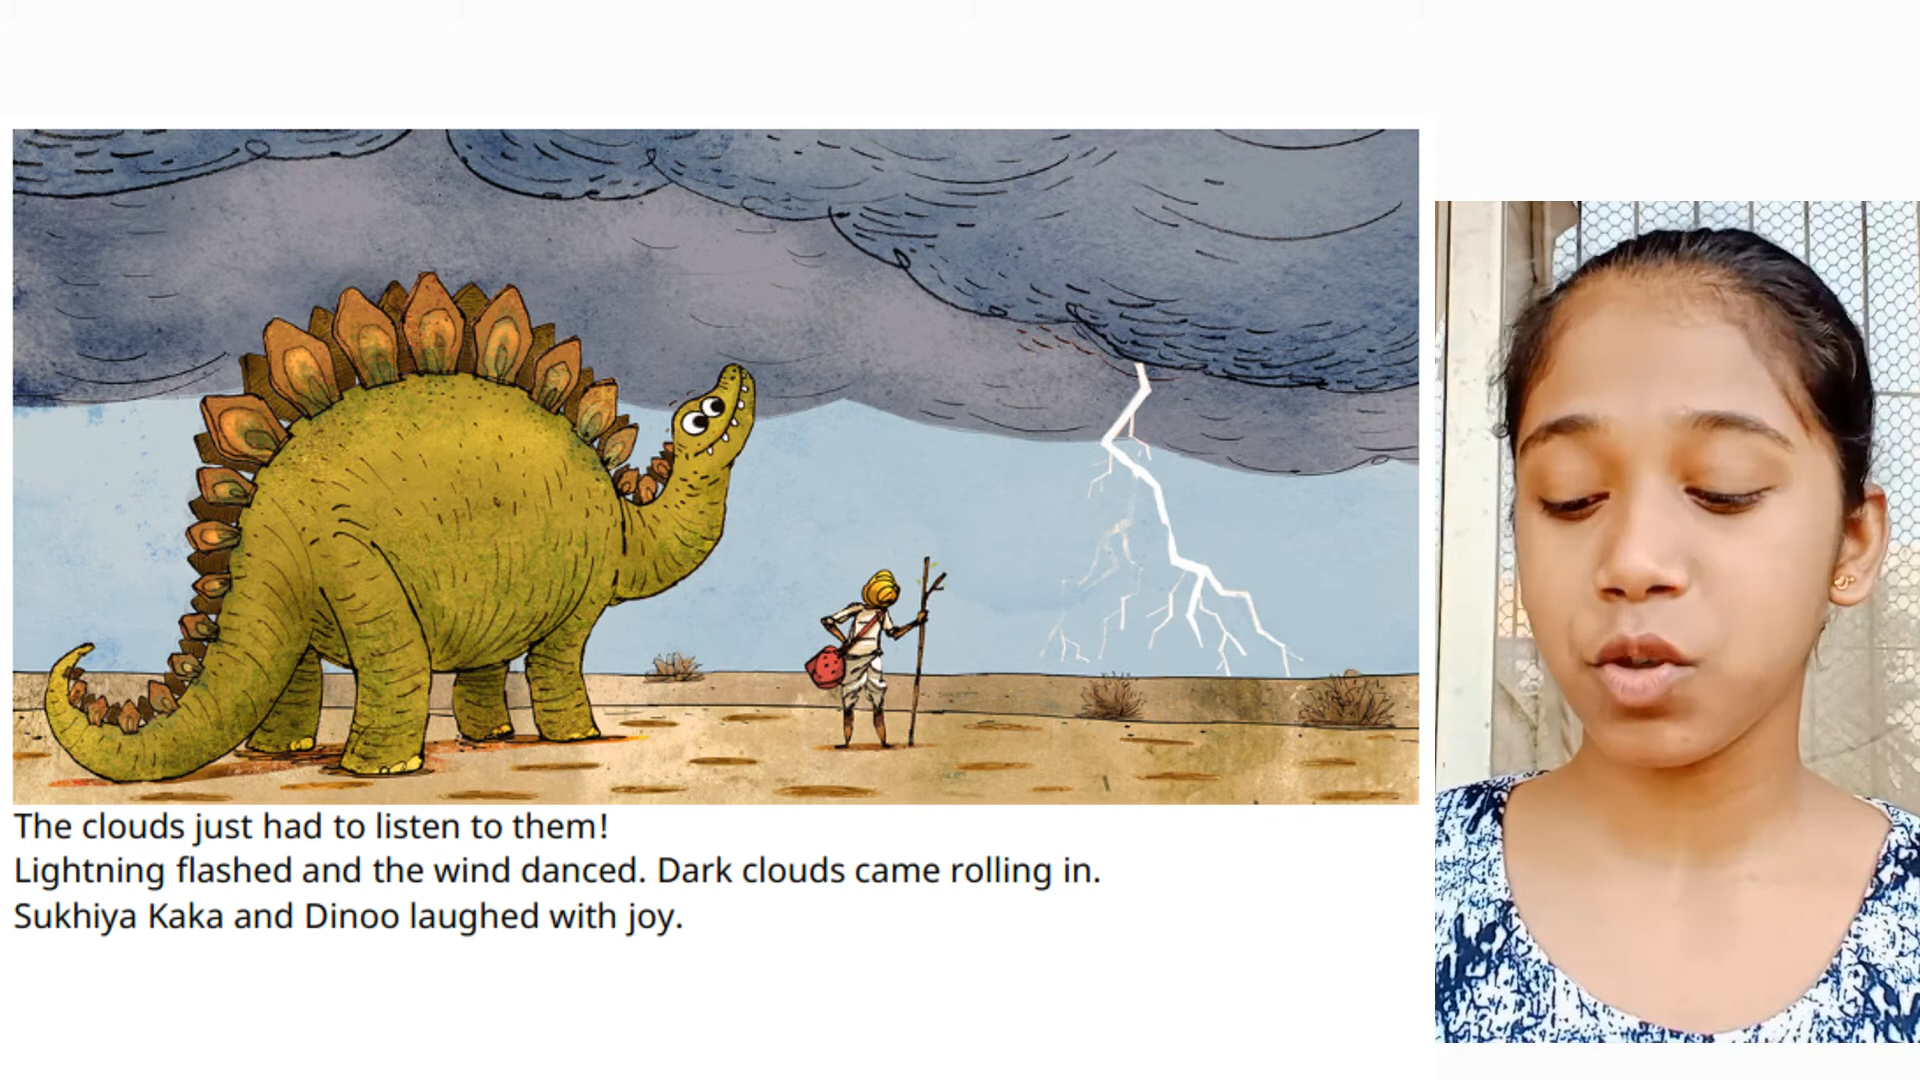 The clouds just had to listen to them!
Lightning flashed and the wind danced. Dark clouds came rolling in.
Sukhiya Kaka and Dinoo laughed with joy.